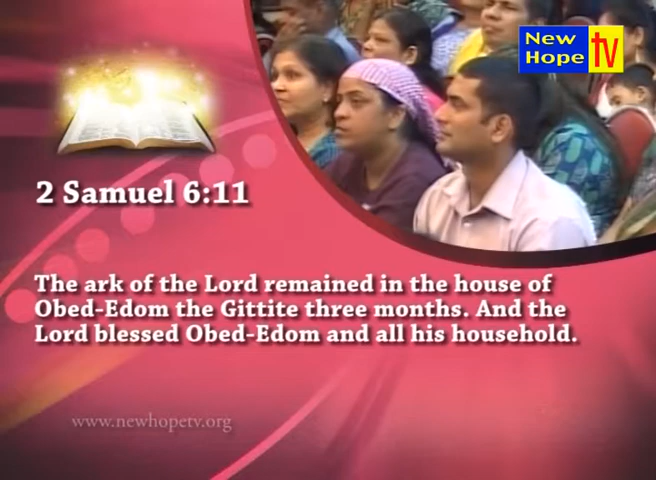 New
Hope
tv
2 Samuel 6:11
The ark of the Lord remained in the house of
Obed-Edom the Gittite three months. And the
Lord blessed Obed-Edom and all his household.
www.newhopetv.org